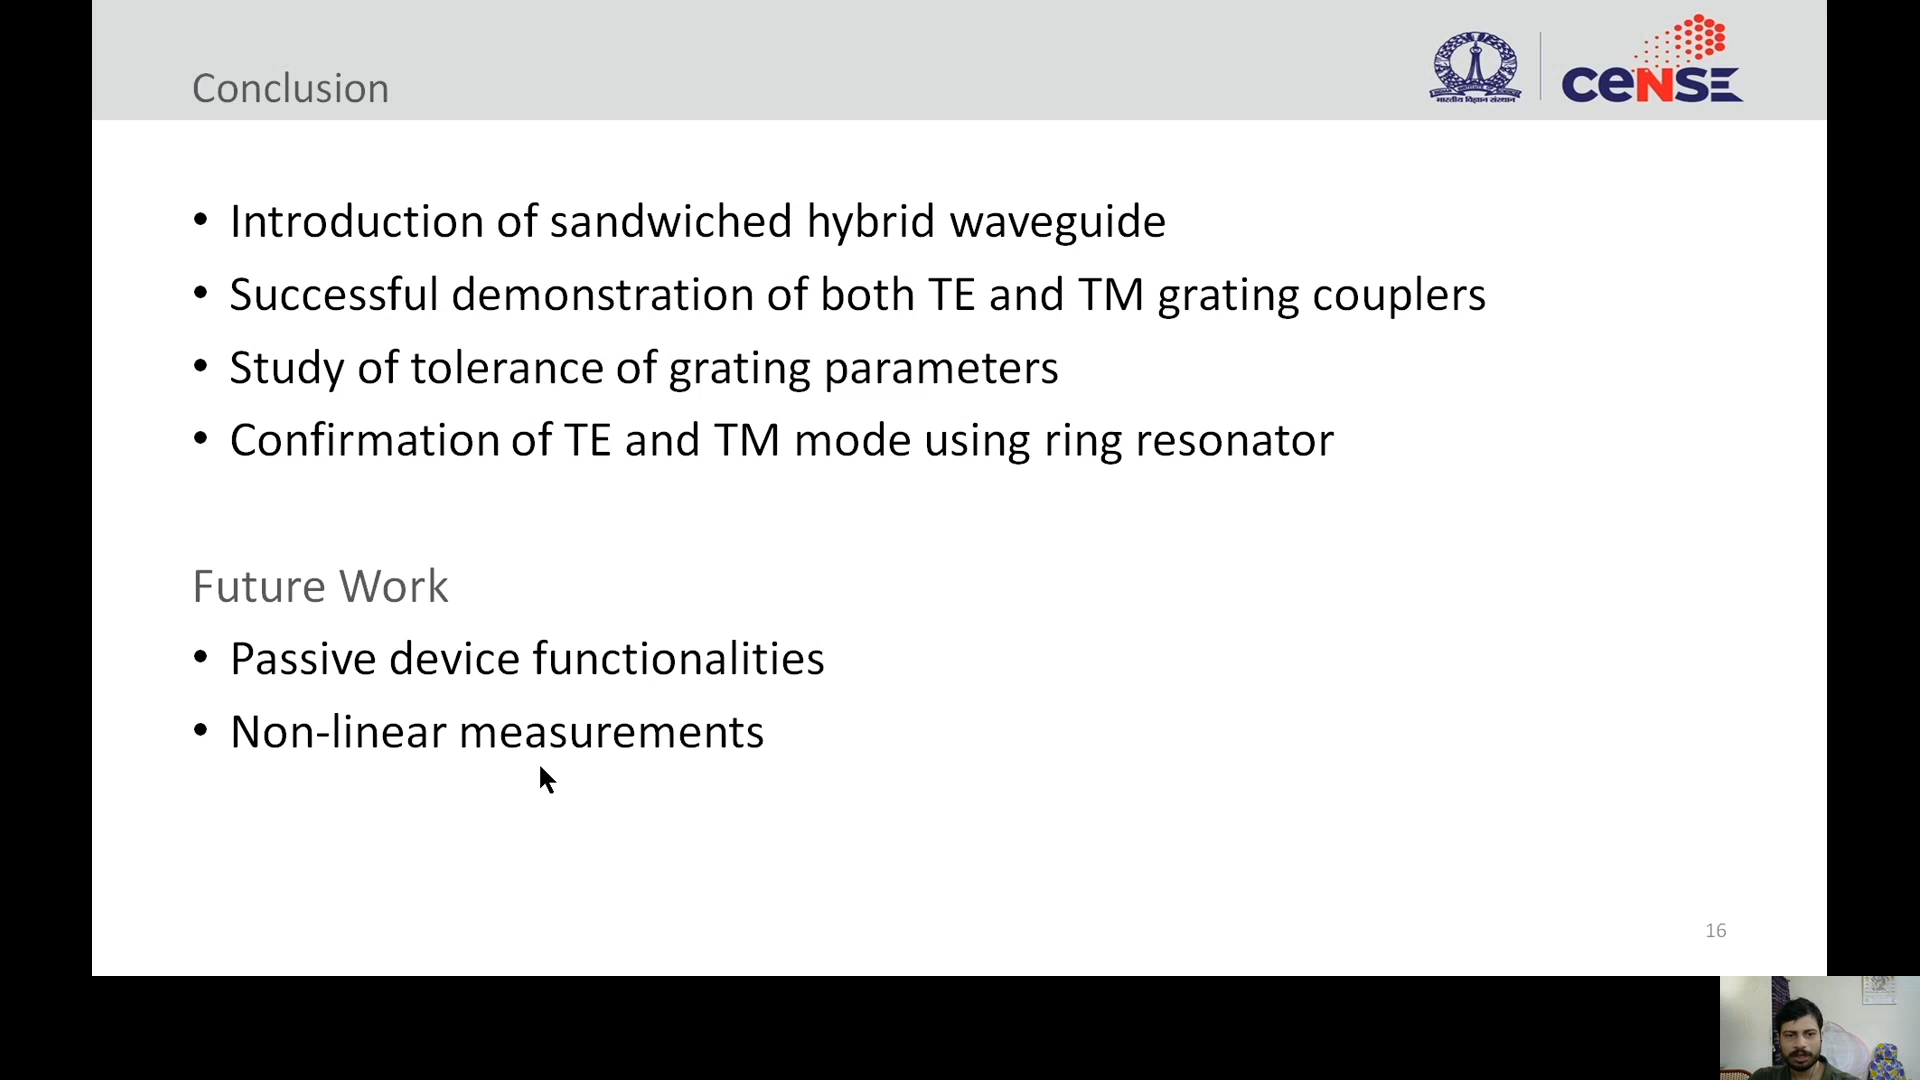 Conclusion
भारतीय विज्ञान संस्थान
ceNSE
• Introduction of sandwiched hybrid waveguide
• Successful demonstration of both TE and TM grating couplers
• Study of tolerance of grating parameters
• Confirmation of TE and TM mode using ring resonator
Future Work
• Passive device functionalities
• Non-linear measurements
16